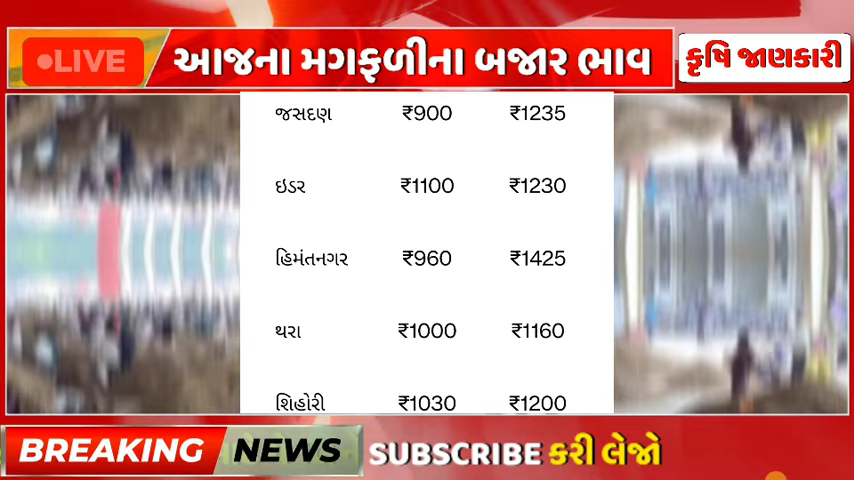 LIVE
આજના મગફળીના બજાર ભાવ
કૃષિ જાણકારી
જસદણ ₹900 ₹1235
ઇડર ₹1100 ₹1230
હિમંતનગર ₹960 ₹1425
થરા ₹1000 ₹1160
શિહોરી ₹1030 ₹1200
BREAKING NEWS
SUBSCRIBE કરી લેજો